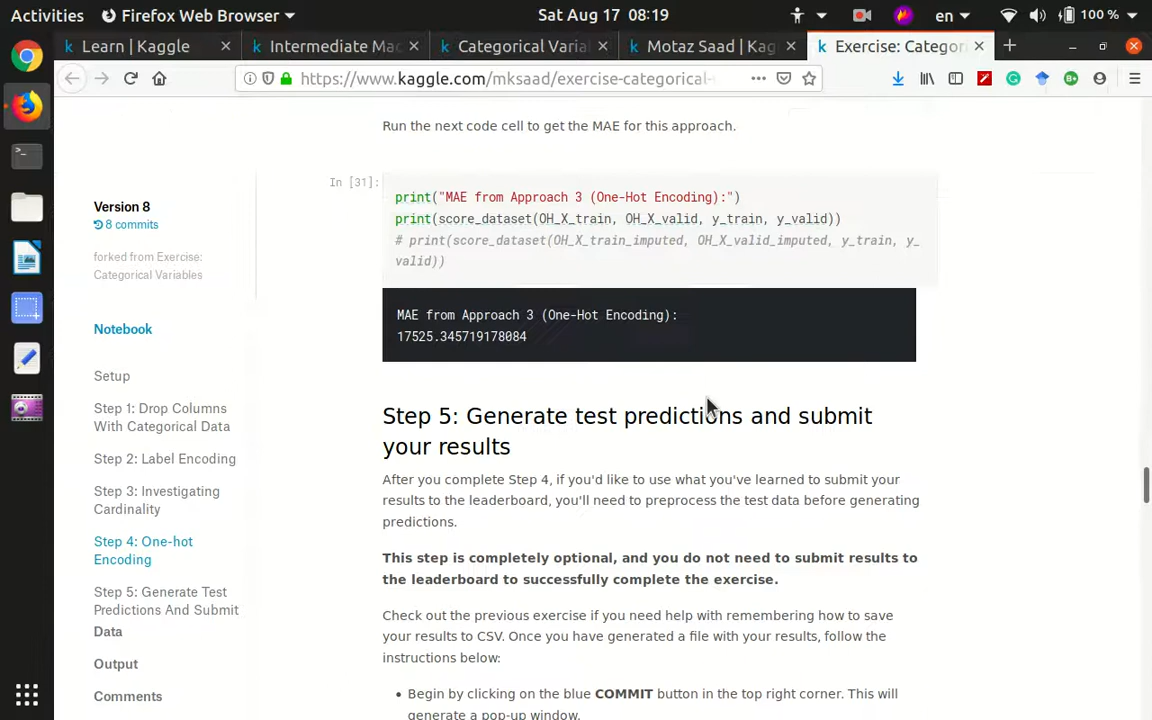 Activities
Firefox Web Browser
Sat Aug 17 08:19
en
100 %
Learn | Kaggle
Intermediate Mac
Categorical Varia
Motaz Saad | Kag
Exercise: Categor
https://www.kaggle.com/mksaad/exercise-categorical-
Run the next code cell to get the MAE for this approach.
In [31]:
print("MAE from Approach 3 (One-Hot Encoding):")
print(score_dataset(OH_X_train, OH_X_valid, y_train, y_valid))
# print(score_dataset(OH_X_train_imputed, OH_X_valid_imputed, y_train, y_
valid))
MAE from Approach 3 (One-Hot Encoding):
17525.345719178084
Version 8
8 commits
forked from Exercise:
Categorical Variables
Notebook
Setup
Step 1: Drop Columns
With Categorical Data
Step 2: Label Encoding
Step 3: Investigating
Cardinality
Step 4: One-hot
Encoding
Step 5: Generate Test
Predictions And Submit
Data
Output
Comments
Step 5: Generate test predictions and submit
your results
After you complete Step 4, if you'd like to use what you've learned to submit your
results to the leaderboard, you'll need to preprocess the test data before generating
predictions.
This step is completely optional, and you do not need to submit results to
the leaderboard to successfully complete the exercise.
Check out the previous exercise if you need help with remembering how to save
your results to CSV. Once you have generated a file with your results, follow the
instructions below:
• Begin by clicking on the blue COMMIT button in the top right corner. This will
generate a pop-up window.